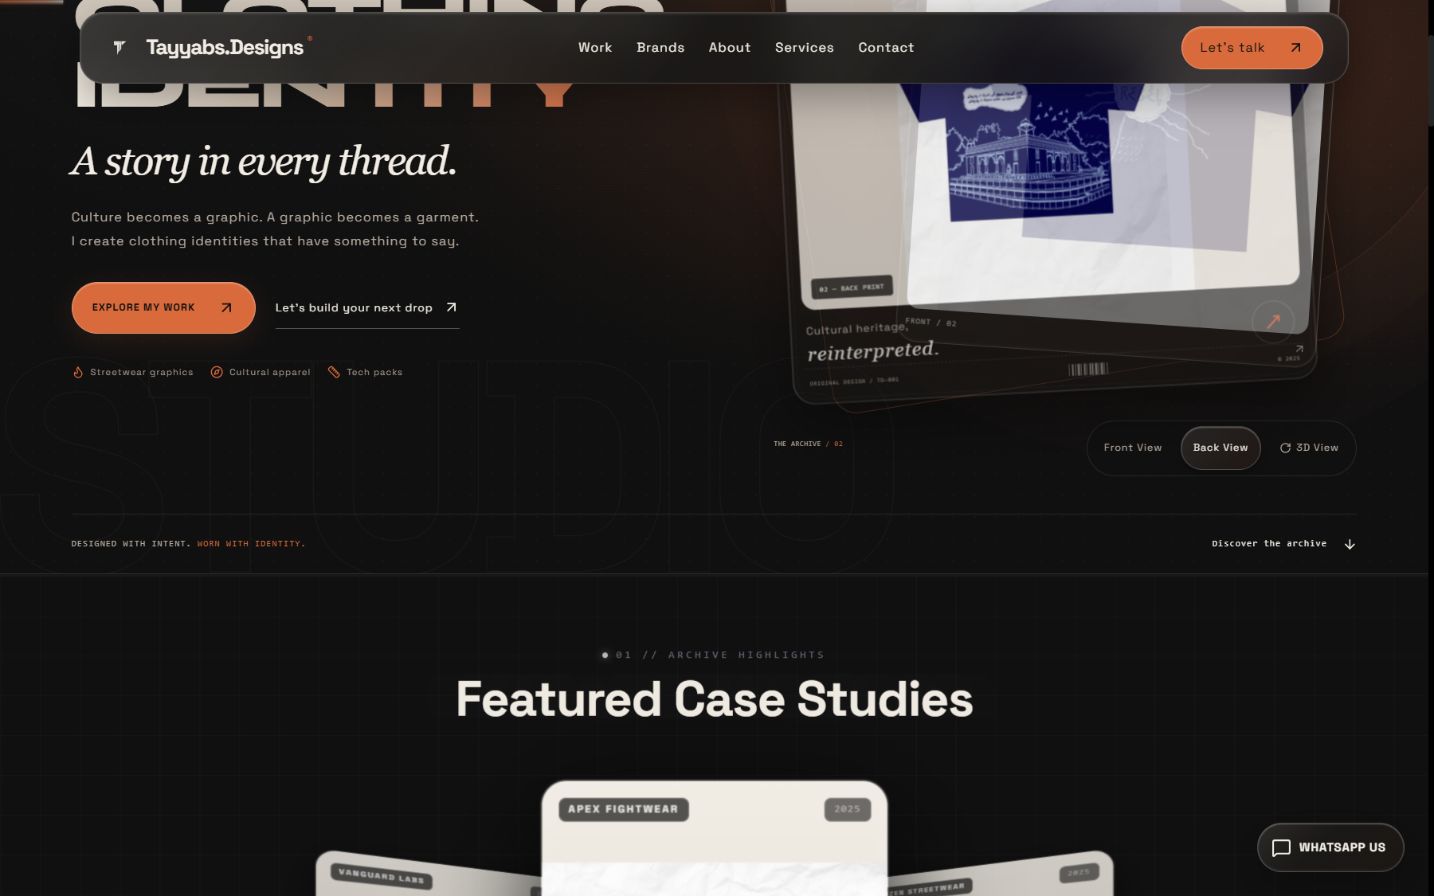 CLOTHING
Tayyabs.Designs
Work
Brands
About
Services
Contact
Let's talk
IDENTITY
A story in every thread.
Culture becomes a graphic. A graphic becomes a garment.
I create clothing identities that have something to say.
EXPLORE MY WORK
Let's build your next drop
Streetwear graphics
Cultural apparel
Tech packs
STUDIO
02 — BACK PRINT
FRONT / 02
Cultural heritage,
reinterpreted.
ORIGINAL DESIGN / TD—001
© 2025
THE ARCHIVE / 02
Front View
Back View
3D View
DESIGNED WITH INTENT. WORN WITH IDENTITY.
Discover the archive
01 // ARCHIVE HIGHLIGHTS
Featured Case Studies
APEX FIGHTWEAR
2025
VANGUARD LABS
STREETWEAR
2025
WHATSAPP US